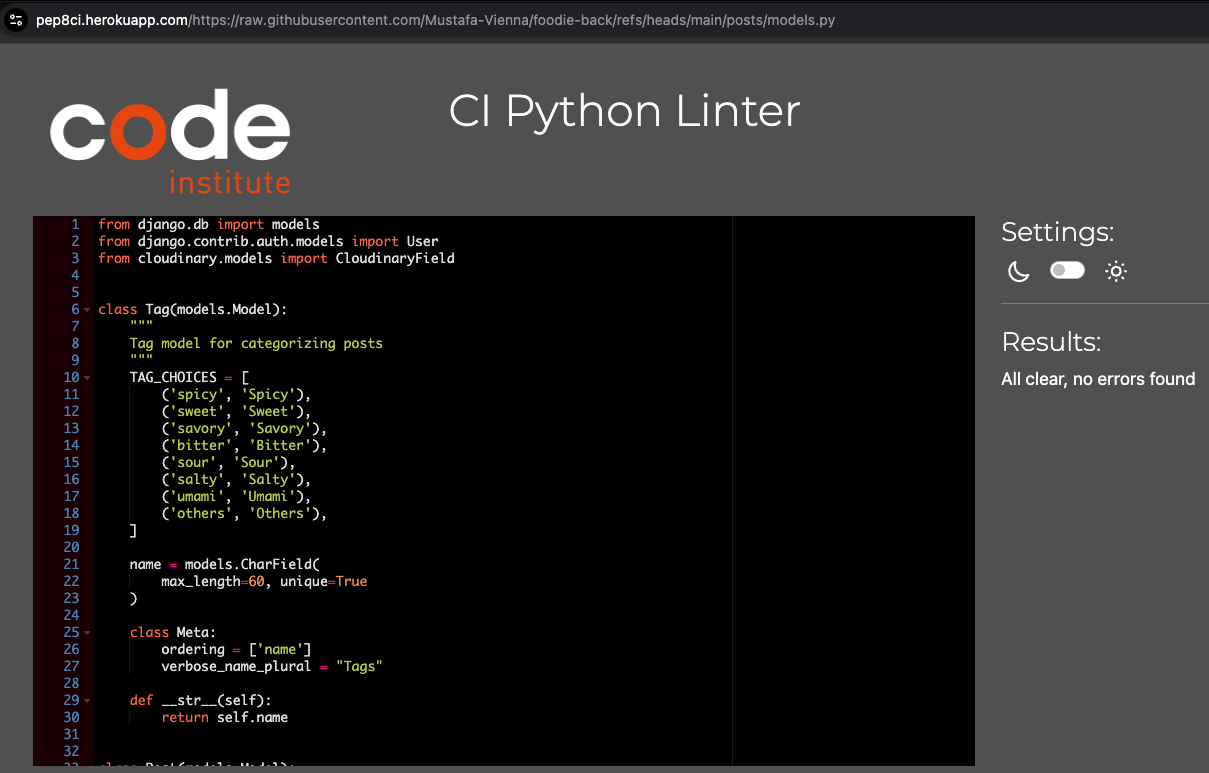 pep8ci.herokuapp.com/https://raw.githubusercontent.com/Mustafa-Vienna/foodie-back/refs/heads/main/posts/models.py
code
institute
CI Python Linter
1 from django.db import models
2 from django.contrib.auth.models import User
3 from cloudinary.models import CloudinaryField
4
5
6 class Tag(models.Model):
7     """
8     Tag model for categorizing posts
9     """
10     TAG_CHOICES = [
11         ('spicy', 'Spicy'),
12         ('sweet', 'Sweet'),
13         ('savory', 'Savory'),
14         ('bitter', 'Bitter'),
15         ('sour', 'Sour'),
16         ('salty', 'Salty'),
17         ('umami', 'Umami'),
18         ('others', 'Others'),
19     ]
20
21     name = models.CharField(
22         max_length=60, unique=True
23     )
24
25     class Meta:
26         ordering = ['name']
27         verbose_name_plural = "Tags"
28
29     def __str__(self):
30         return self.name
31
32
33 class Post(models.Model):
Settings:
Results:
All clear, no errors found